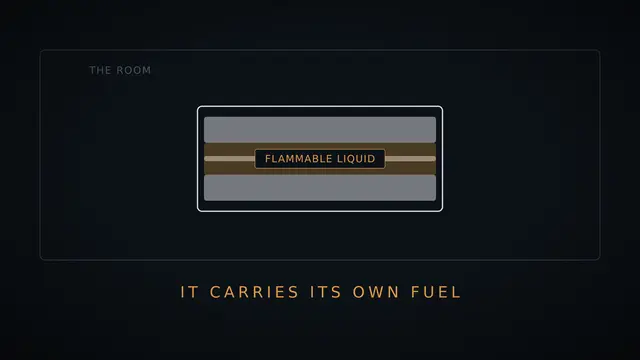 THE ROOM
FLAMMABLE LIQUID
IT CARRIES ITS OWN FUEL